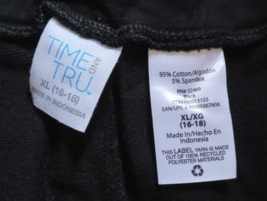 TIME
AND
TRU.
XL (16-18)
MADE IN INDONESIA
95% Cotton/Algodón
5% Spandex
Black
XL/XG
(16-18)
Made In/Hecho En
Indonesia
THIS LABEL YARN IS MADE
OUT OF 100% RECYCLED
POLYESTER MATERIALS